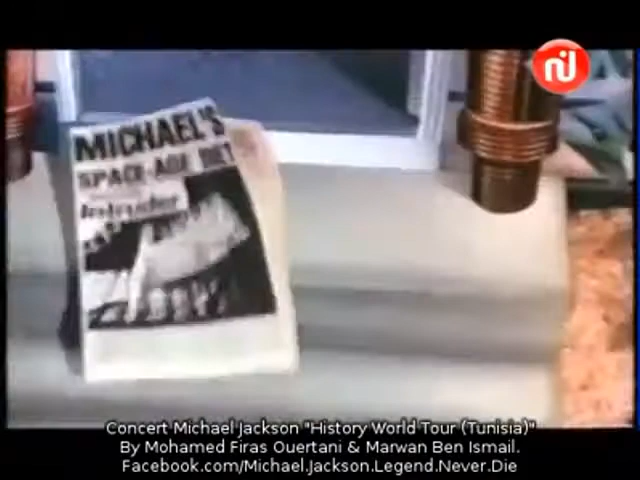 MICHAEL'S
SPACE-AGE DIET
Intruder
Concert Michael Jackson "History World Tour (Tunisia)"
By Mohamed Firas Ouertani & Marwan Ben Ismail.
Facebook.com/Michael.Jackson.Legend.Never.Die